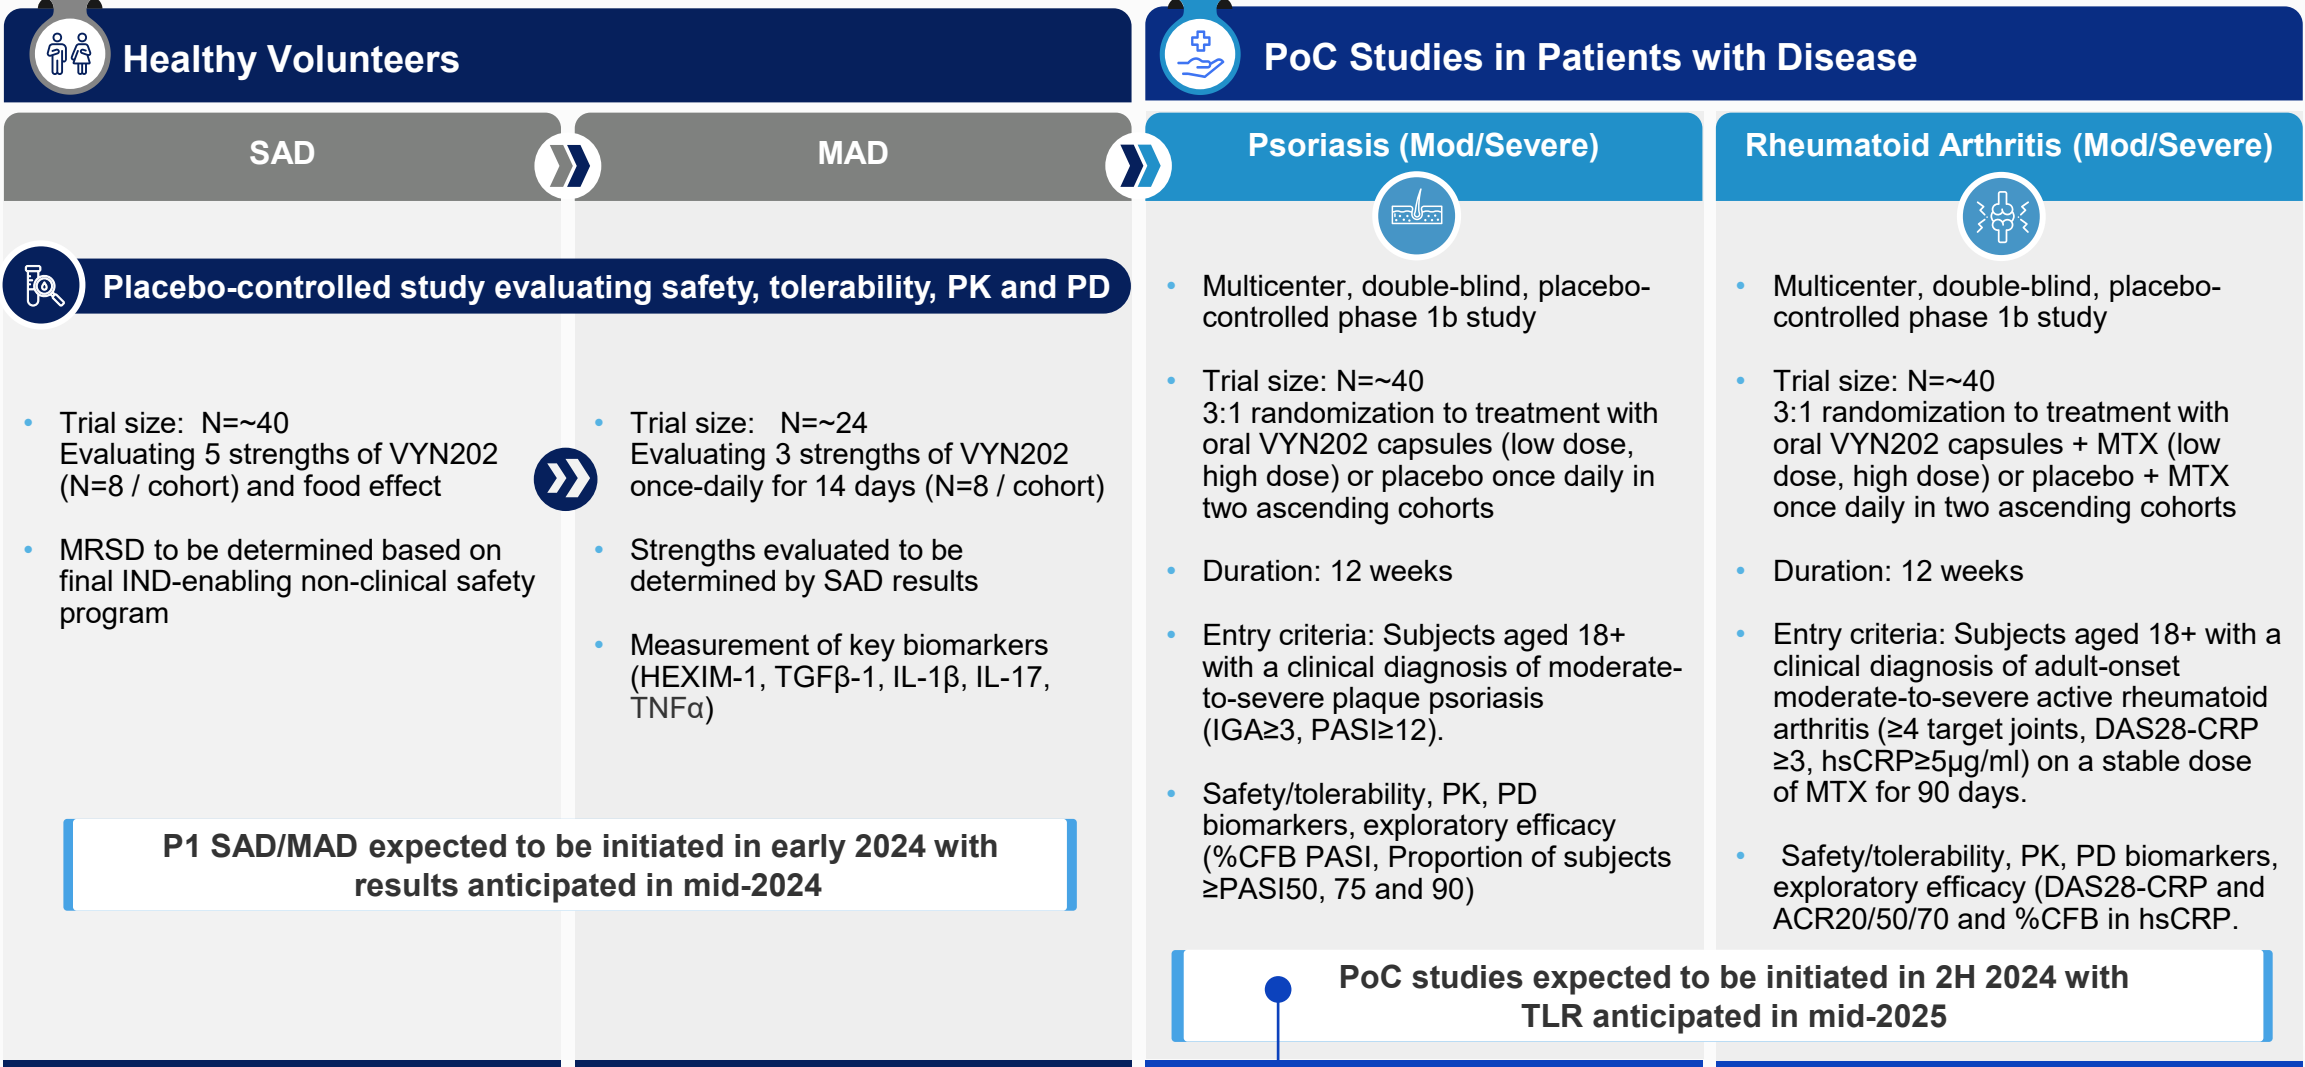 Healthy Volunteers
SAD
MAD
Placebo-controlled study evaluating safety, tolerability, PK and PD
• Trial size:  N=~40
Evaluating 5 strengths of VYN202
(N=8 / cohort) and food effect
• MRSD to be determined based on
final IND-enabling non-clinical safety
program
• Trial size:   N=~24
Evaluating 3 strengths of VYN202
once-daily for 14 days (N=8 / cohort)
• Strengths evaluated to be
determined by SAD results
• Measurement of key biomarkers
(HEXIM-1, TGFβ-1, IL-1β, IL-17,
TNFα)
P1 SAD/MAD expected to be initiated in early 2024 with
results anticipated in mid-2024
PoC Studies in Patients with Disease
Psoriasis (Mod/Severe)
• Multicenter, double-blind, placebo-
controlled phase 1b study
• Trial size: N=~40
3:1 randomization to treatment with
oral VYN202 capsules (low dose,
high dose) or placebo once daily in
two ascending cohorts
• Duration: 12 weeks
• Entry criteria: Subjects aged 18+
with a clinical diagnosis of moderate-
to-severe plaque psoriasis
(IGA≥3, PASI≥12).
• Safety/tolerability, PK, PD
biomarkers, exploratory efficacy
(%CFB PASI, Proportion of subjects
≥PASI50, 75 and 90)
Rheumatoid Arthritis (Mod/Severe)
• Multicenter, double-blind, placebo-
controlled phase 1b study
• Trial size: N=~40
3:1 randomization to treatment with
oral VYN202 capsules + MTX (low
dose, high dose) or placebo + MTX
once daily in two ascending cohorts
• Duration: 12 weeks
• Entry criteria: Subjects aged 18+ with a
clinical diagnosis of adult-onset
moderate-to-severe active rheumatoid
arthritis (≥4 target joints, DAS28-CRP
≥3, hsCRP≥5μg/ml) on a stable dose
of MTX for 90 days.
• Safety/tolerability, PK, PD biomarkers,
exploratory efficacy (DAS28-CRP and
ACR20/50/70 and %CFB in hsCRP.
PoC studies expected to be initiated in 2H 2024 with
TLR anticipated in mid-2025